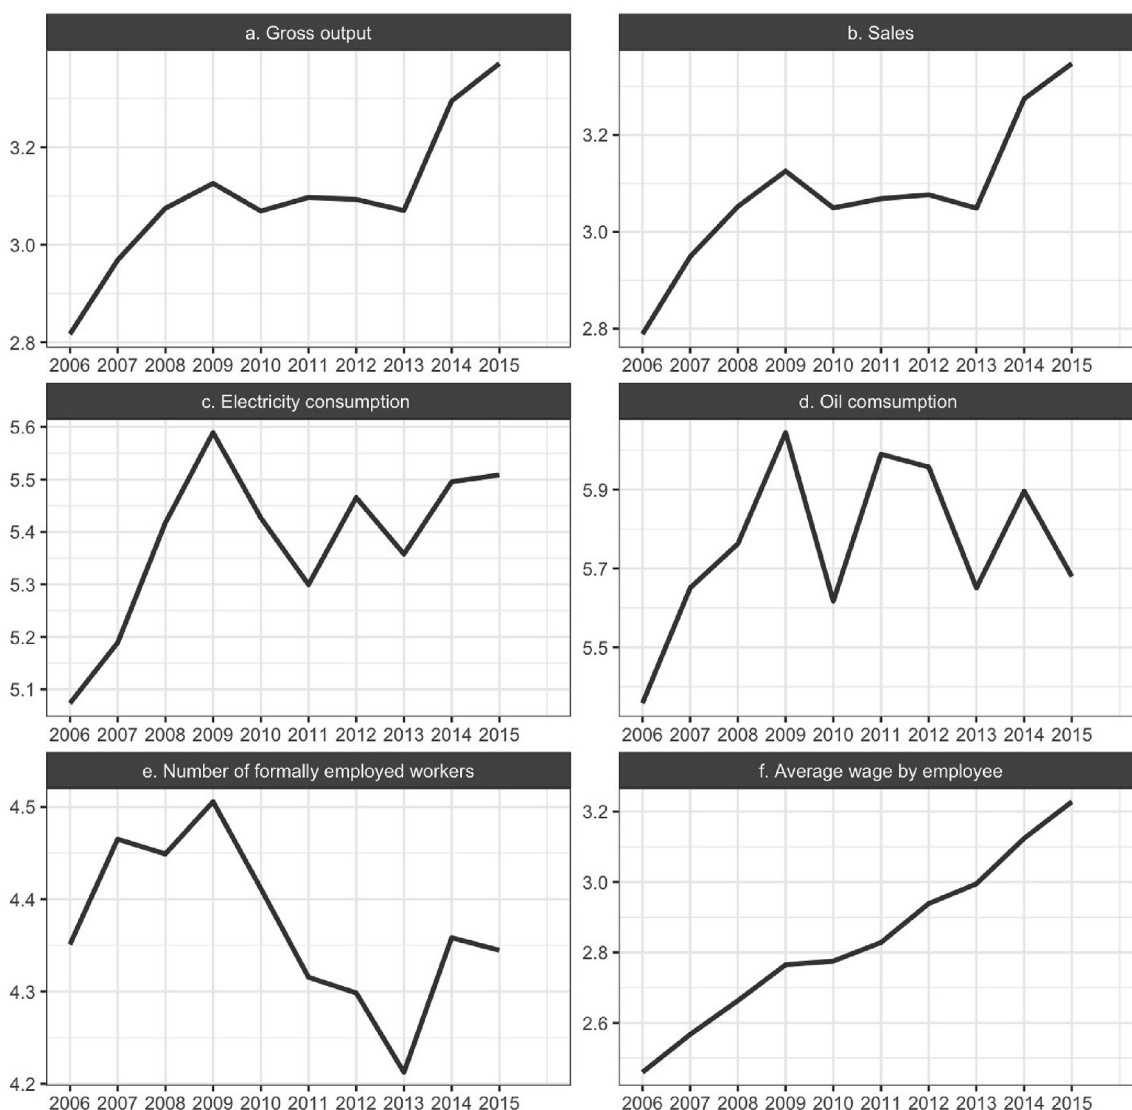 a. Gross output
b. Sales
3.2
3.0
2.8
2006 2007 2008 2009 2010 2011 2012 2013 2014 2015
3.2
3.0
2.8
2006 2007 2008 2009 2010 2011 2012 2013 2014 2015
c. Electricity consumption
d. Oil comsumption
5.6
5.5
5.4
5.3
5.2
5.1
2006 2007 2008 2009 2010 2011 2012 2013 2014 2015
5.9
5.7
5.5
2006 2007 2008 2009 2010 2011 2012 2013 2014 2015
e. Number of formally employed workers
f. Average wage by employee
4.5
4.4
4.3
4.2
2006 2007 2008 2009 2010 2011 2012 2013 2014 2015
3.2
3.0
2.8
2.6
2006 2007 2008 2009 2010 2011 2012 2013 2014 2015